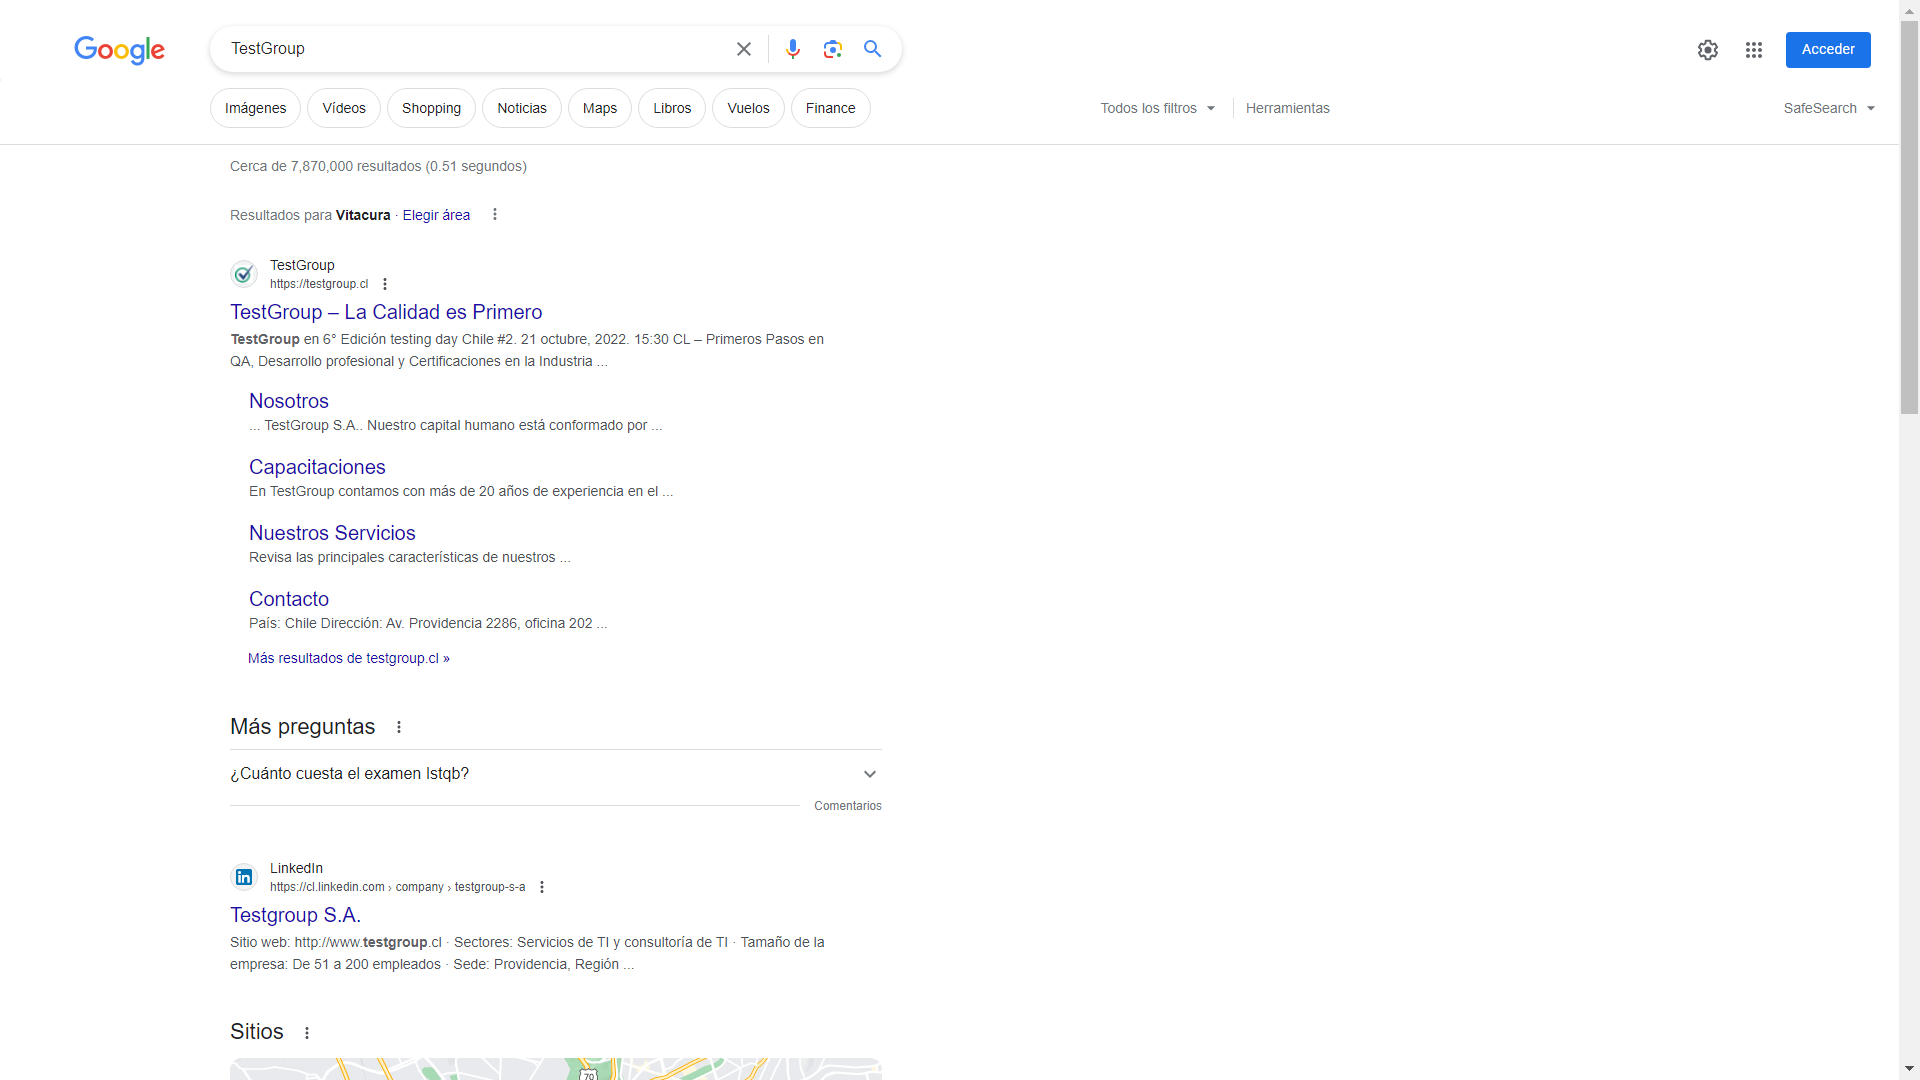 Google
TestGroup
Acceder
Imágenes
Vídeos
Shopping
Noticias
Maps
Libros
Vuelos
Finance
Todos los filtros
Herramientas
SafeSearch
Cerca de 7,870,000 resultados (0.51 segundos)
Resultados para Vitacura · Elegir área
TestGroup
https://testgroup.cl
TestGroup – La Calidad es Primero
TestGroup en 6° Edición testing day Chile #2. 21 octubre, 2022. 15:30 CL – Primeros Pasos en
QA, Desarrollo profesional y Certificaciones en la Industria ...
Nosotros
... TestGroup S.A.. Nuestro capital humano está conformado por ...
Capacitaciones
En TestGroup contamos con más de 20 años de experiencia en el ...
Nuestros Servicios
Revisa las principales características de nuestros ...
Contacto
País: Chile Dirección: Av. Providencia 2286, oficina 202 ...
Más resultados de testgroup.cl »
Más preguntas
¿Cuánto cuesta el examen Istqb?
Comentarios
LinkedIn
https://cl.linkedin.com › company › testgroup-s-a
Testgroup S.A.
Sitio web: http://www.testgroup.cl · Sectores: Servicios de TI y consultoría de TI · Tamaño de la
empresa: De 51 a 200 empleados · Sede: Providencia, Región ...
Sitios
70